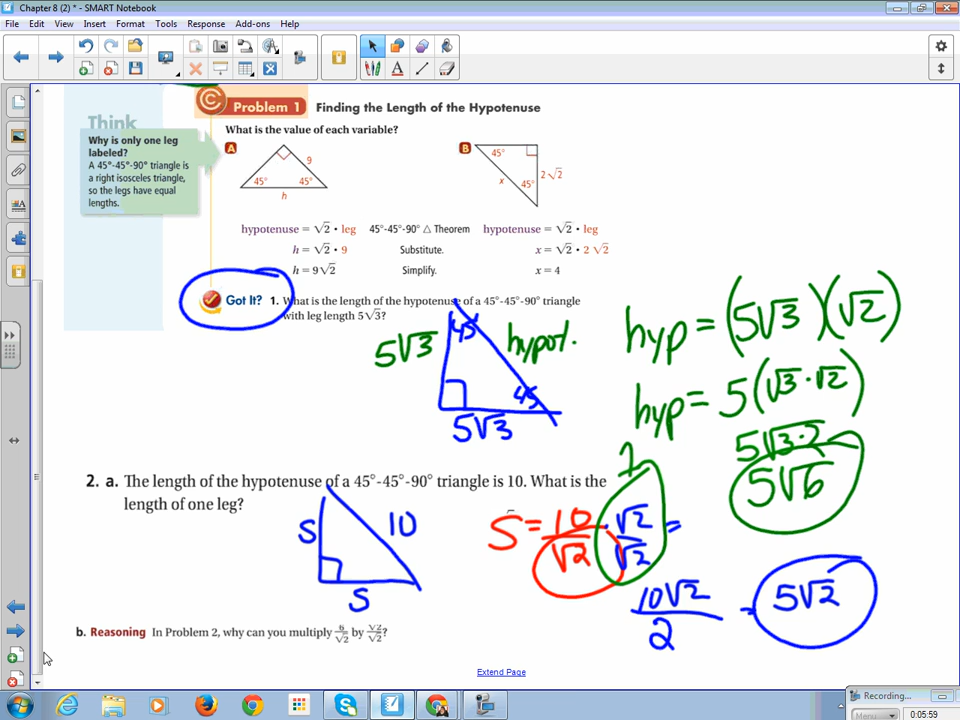 Chapter 8 (2) * - SMART Notebook
File Edit View Insert Format Tools Response Add-ons Help
C Problem 1 Finding the Length of the Hypotenuse
Think
Why is only one leg
labeled?
A 45°-45°-90° triangle is
a right isosceles triangle,
so the legs have equal
lengths.
What is the value of each variable?
A
9
45° 45°
h
B
45°
2√2
x
45°
hypotenuse = √2 • leg 45°-45°-90° △ Theorem hypotenuse = √2 • leg
h = √2 • 9 Substitute. x = √2 • 2√2
h = 9√2 Simplify. x = 4
Got It? 1. What is the length of the hypotenuse of a 45°-45°-90° triangle
with leg length 5√3?
5√3
45
hypot.
45
5√3
hyp = (5√3)(√2)
hyp = 5(√3·√2)
5√3·2
5√6
2. a. The length of the hypotenuse of a 45°-45°-90° triangle is 10. What is the
length of one leg?
S
10
S
1
S = 10/√2 · √2/√2 =
10√2/2 = 5√2
b. Reasoning In Problem 2, why can you multiply 6/√2 by √2/√2?
Extend Page
Recording...
Menu
0:05:59